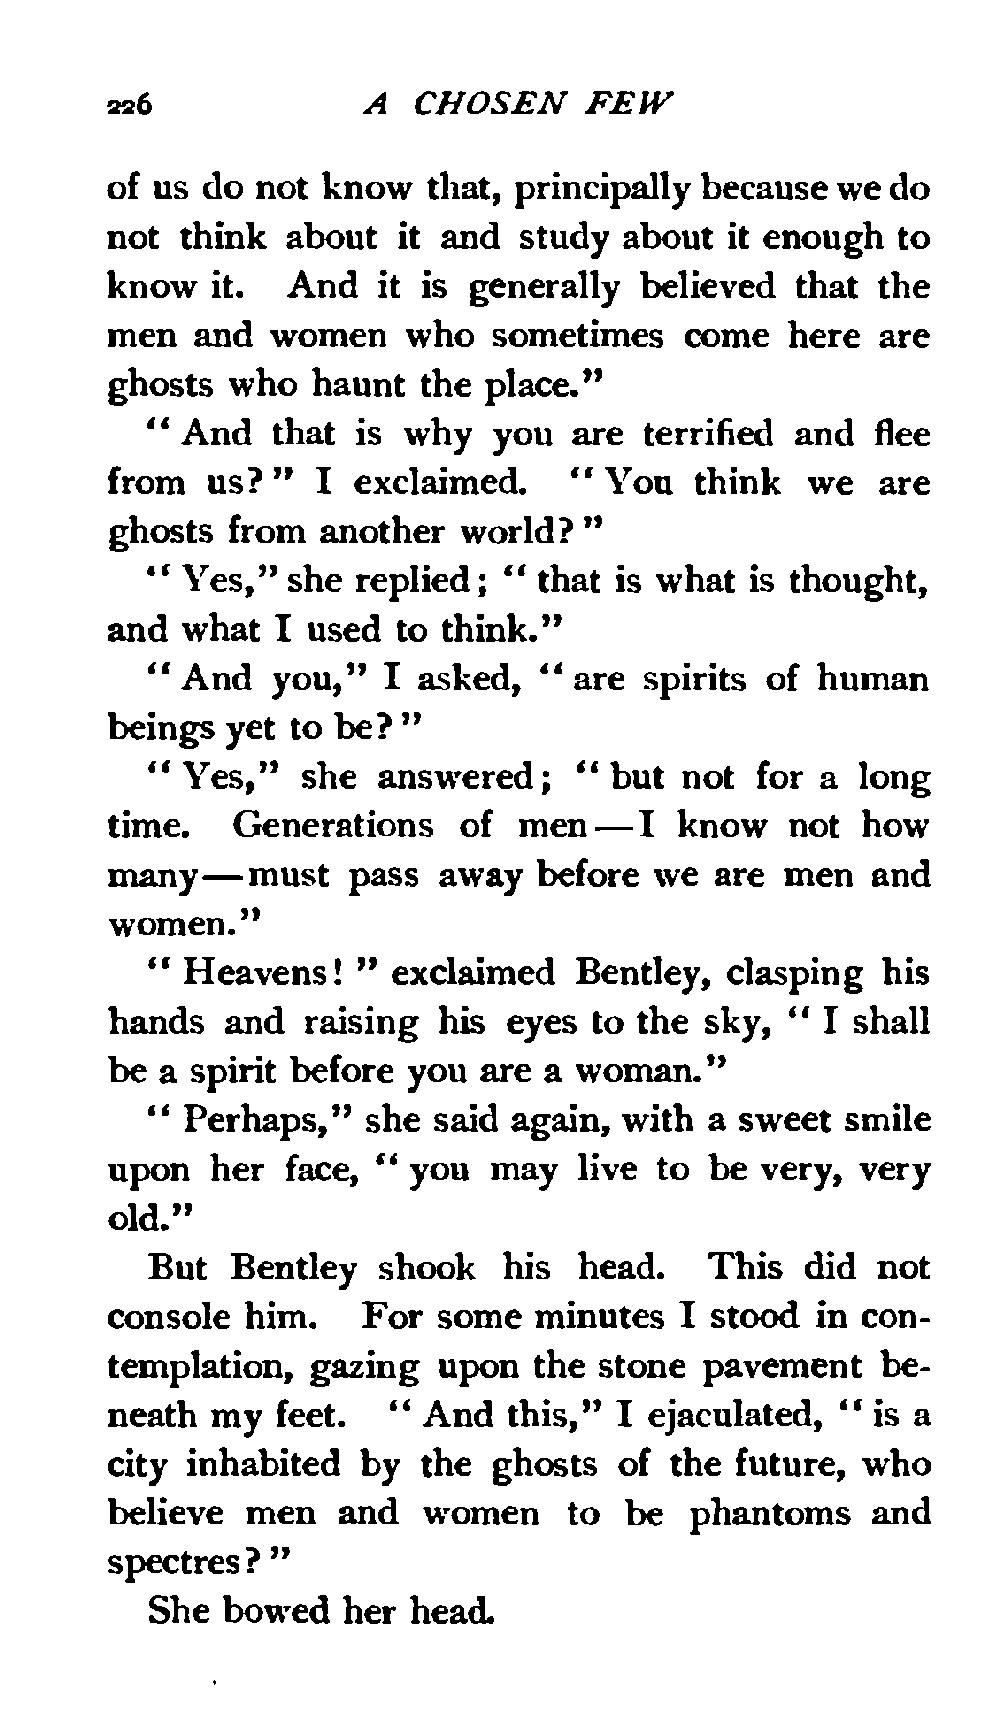 226 A CHOSEN FEW
of us do not know that, principally because we do
not think about it and study about it enough to
know it. And it is generally believed that the
men and women who sometimes come here are
ghosts who haunt the place."
"And that is why you are terrified and flee
from us?" I exclaimed. "You think we are
ghosts from another world?"
"Yes," she replied; "that is what is thought,
and what I used to think."
"And you," I asked, "are spirits of human
beings yet to be?"
"Yes," she answered; "but not for a long
time. Generations of men—I know not how
many—must pass away before we are men and
women."
"Heavens!" exclaimed Bentley, clasping his
hands and raising his eyes to the sky, "I shall
be a spirit before you are a woman."
"Perhaps," she said again, with a sweet smile
upon her face, "you may live to be very, very
old."
But Bentley shook his head. This did not
console him. For some minutes I stood in con-
templation, gazing upon the stone pavement be-
neath my feet. "And this," I ejaculated, "is a
city inhabited by the ghosts of the future, who
believe men and women to be phantoms and
spectres?"
She bowed her head.